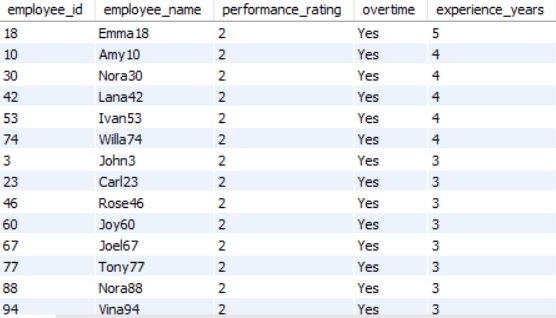 employee_id employee_name performance_rating overtime experience_years
18 Emma18 2 Yes 5
10 Amy10 2 Yes 4
30 Nora30 2 Yes 4
42 Lana42 2 Yes 4
53 Ivan53 2 Yes 4
74 Willa74 2 Yes 4
3 John3 2 Yes 3
23 Carl23 2 Yes 3
46 Rose46 2 Yes 3
60 Joy60 2 Yes 3
67 Joel67 2 Yes 3
77 Tony77 2 Yes 3
88 Nora88 2 Yes 3
94 Vina94 2 Yes 3